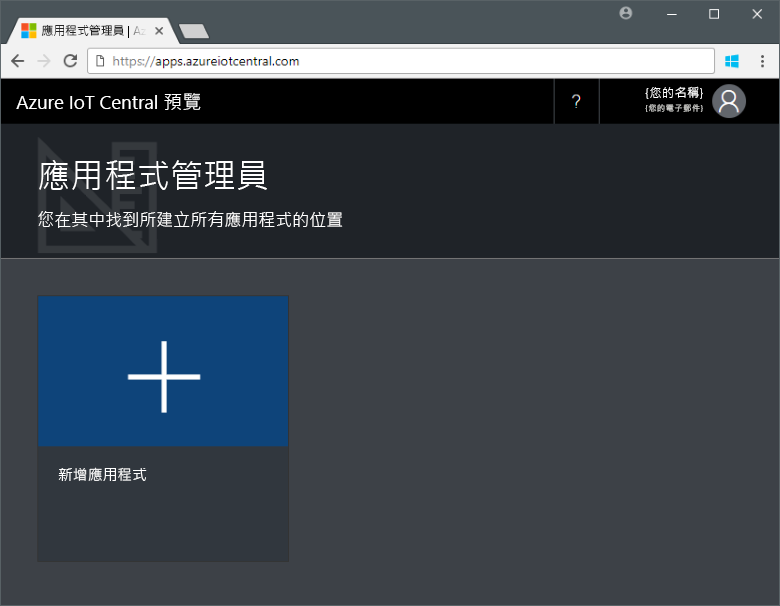 應用程式管理員 | Az
https://apps.azureiotcentral.com
Azure IoT Central 預覽
?
{您的名稱}
{您的電子郵件}
應用程式管理員
您在其中找到所建立所有應用程式的位置
新增應用程式